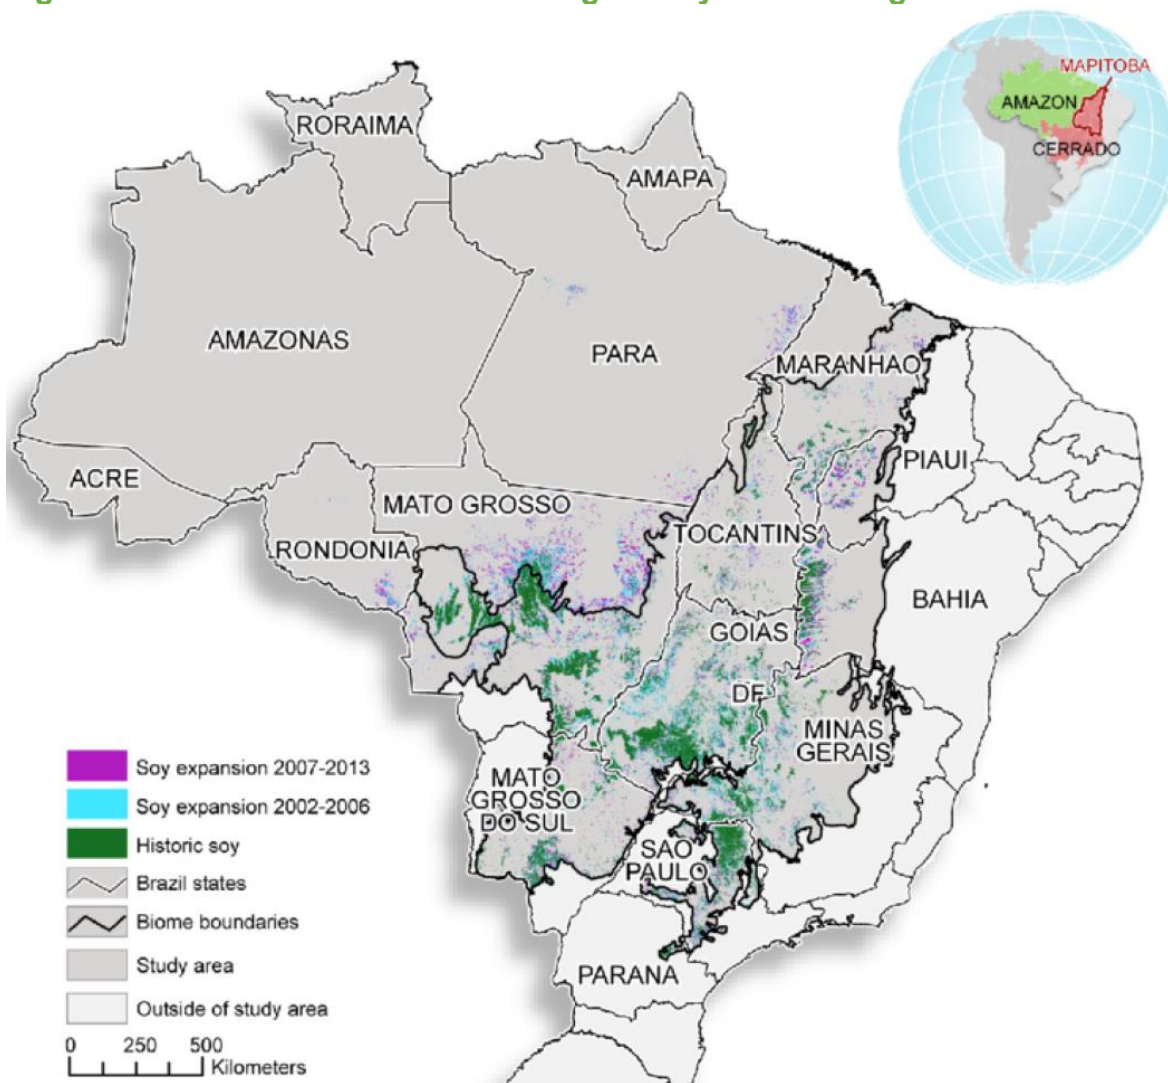 RORAIMA
AMAPA
MAPITOBA
AMAZON
CERRADO
AMAZONAS
PARA
MARANHAO
ACRE
MATO GROSSO
PIAUI
RONDONIA
TOCANTINS
BAHIA
GOIAS
DF
MINAS
GERAIS
MATO
GROSSO
DO SUL
SAO
PAULO
PARANA
Soy expansion 2007-2013
Soy expansion 2002-2006
Historic soy
Brazil states
Biome boundaries
Study area
Outside of study area
0 250 500
Kilometers